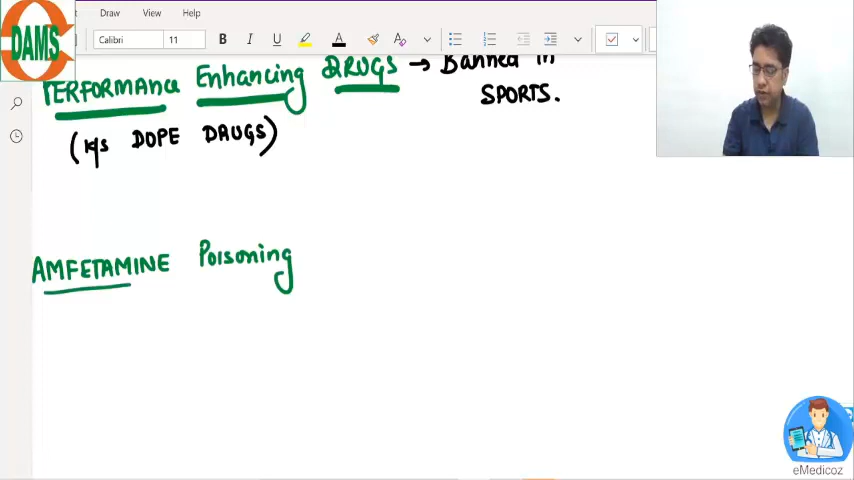 Draw View Help
DAMS
Calibri 11 B I U A
PERFORMANCE Enhancing DRUGS → Banned in
SPORTS.
(k/s DOPE DRUGS)
AMFETAMINE Poisoning
eMedicoz